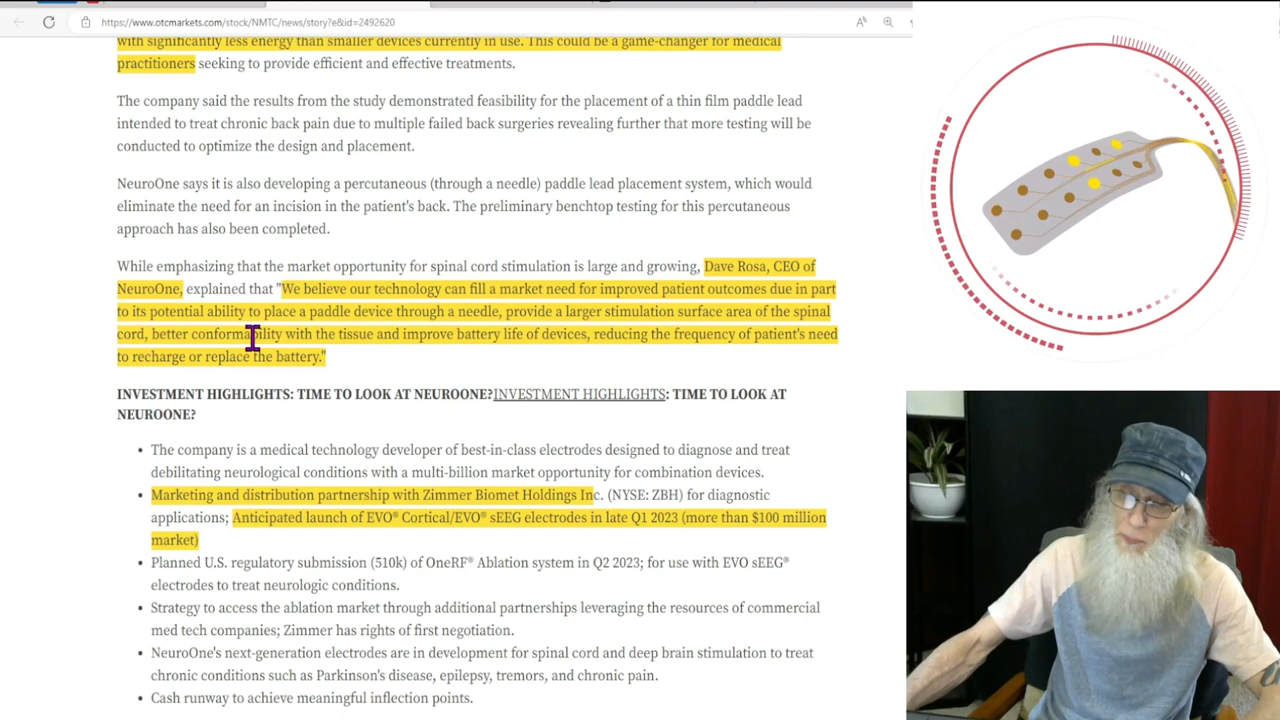 https://www.otcmarkets.com/stock/NMTC/news/story?e&id=2492620
with significantly less energy than smaller devices currently in use. This could be a game-changer for medical
practitioners seeking to provide efficient and effective treatments.
The company said the results from the study demonstrated feasibility for the placement of a thin film paddle lead
intended to treat chronic back pain due to multiple failed back surgeries revealing further that more testing will be
conducted to optimize the design and placement.
NeuroOne says it is also developing a percutaneous (through a needle) paddle lead placement system, which would
eliminate the need for an incision in the patient's back. The preliminary benchtop testing for this percutaneous
approach has also been completed.
While emphasizing that the market opportunity for spinal cord stimulation is large and growing, Dave Rosa, CEO of
NeuroOne, explained that "We believe our technology can fill a market need for improved patient outcomes due in part
to its potential ability to place a paddle device through a needle, provide a larger stimulation surface area of the spinal
cord, better conformability with the tissue and improve battery life of devices, reducing the frequency of patient's need
to recharge or replace the battery."
INVESTMENT HIGHLIGHTS: TIME TO LOOK AT NEUROONE?INVESTMENT HIGHLIGHTS: TIME TO LOOK AT
NEUROONE?
• The company is a medical technology developer of best-in-class electrodes designed to diagnose and treat
debilitating neurological conditions with a multi-billion market opportunity for combination devices.
• Marketing and distribution partnership with Zimmer Biomet Holdings Inc. (NYSE: ZBH) for diagnostic
applications; Anticipated launch of EVO® Cortical/EVO® sEEG electrodes in late Q1 2023 (more than $100 million
market)
• Planned U.S. regulatory submission (510k) of OneRF® Ablation system in Q2 2023; for use with EVO sEEG®
electrodes to treat neurologic conditions.
• Strategy to access the ablation market through additional partnerships leveraging the resources of commercial
med tech companies; Zimmer has rights of first negotiation.
• NeuroOne's next-generation electrodes are in development for spinal cord and deep brain stimulation to treat
chronic conditions such as Parkinson's disease, epilepsy, tremors, and chronic pain.
• Cash runway to achieve meaningful inflection points.